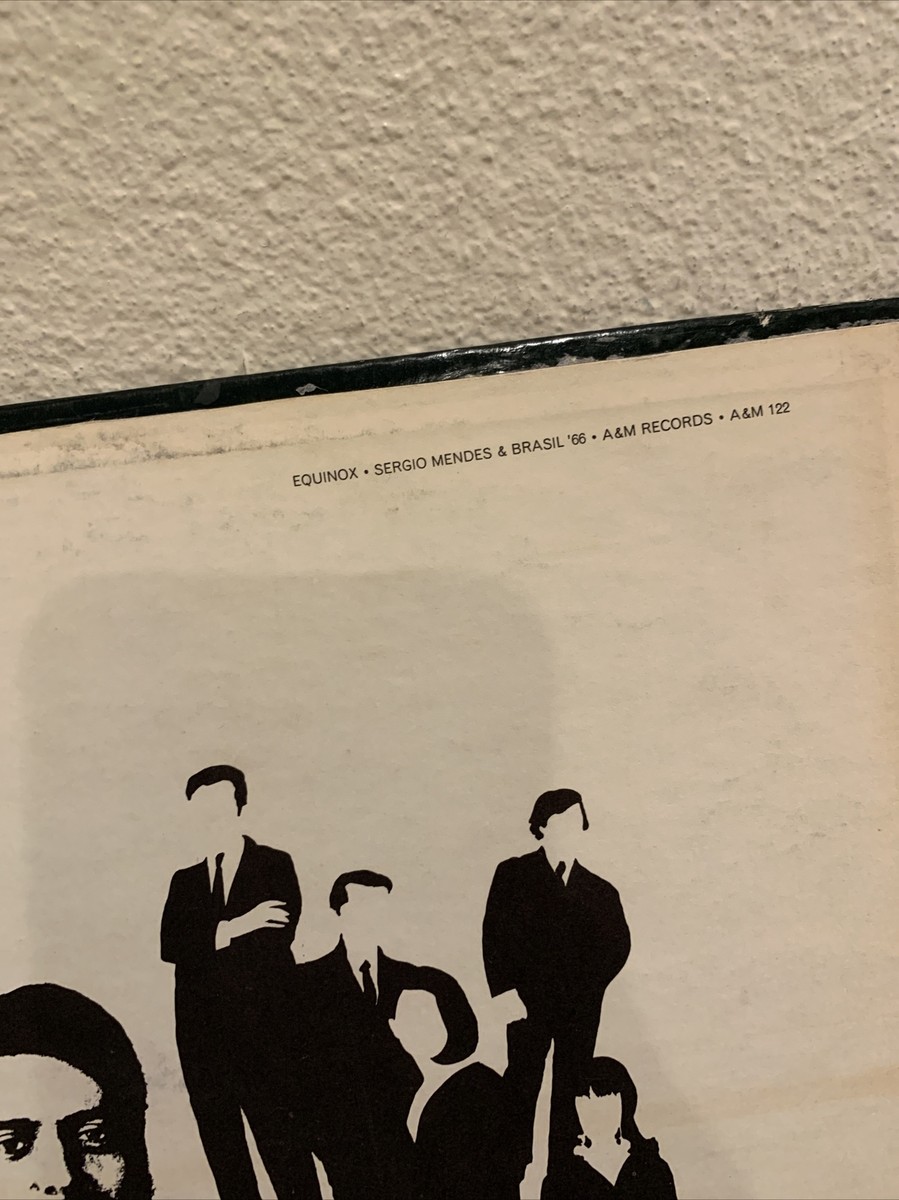 EQUINOX • SERGIO MENDES & BRASIL '66 • A&M RECORDS • A&M 122